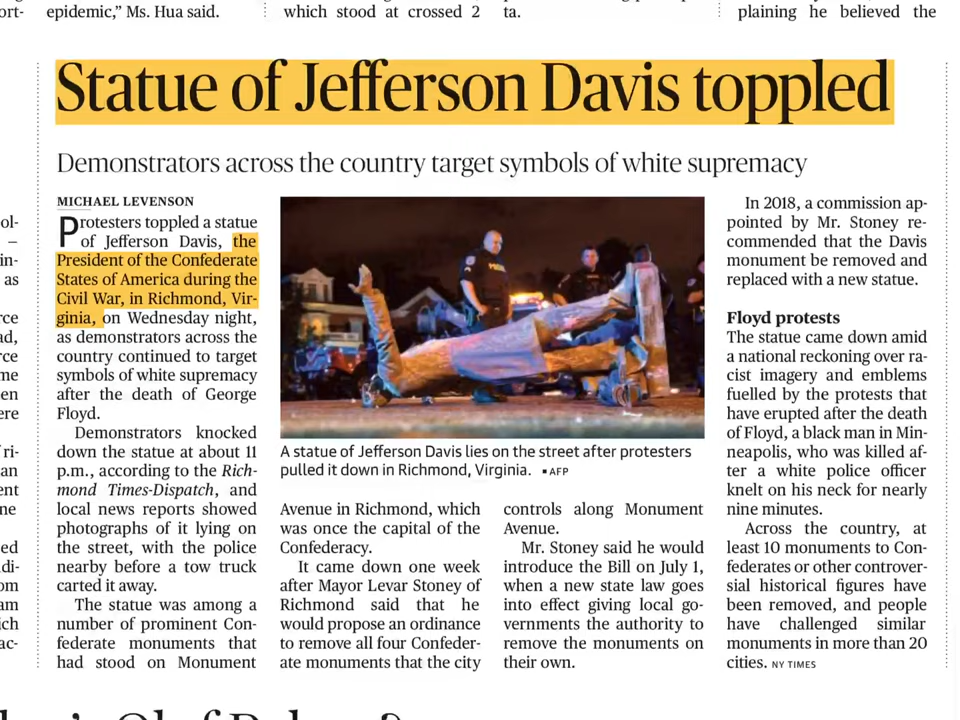 epidemic,” Ms. Hua said.
which stood at crossed 2
ta.
plaining he believed the
Statue of Jefferson Davis toppled
Demonstrators across the country target symbols of white supremacy
MICHAEL LEVENSON
Protesters toppled a statue
of Jefferson Davis, the
President of the Confederate
States of America during the
Civil War, in Richmond, Vir-
ginia, on Wednesday night,
as demonstrators across the
country continued to target
symbols of white supremacy
after the death of George
Floyd.
Demonstrators knocked
down the statue at about 11
p.m., according to the Rich-
mond Times-Dispatch, and
local news reports showed
photographs of it lying on
the street, with the police
nearby before a tow truck
carted it away.
The statue was among a
number of prominent Con-
federate monuments that
had stood on Monument
A statue of Jefferson Davis lies on the street after protesters
pulled it down in Richmond, Virginia. ▪ AFP
Avenue in Richmond, which
was once the capital of the
Confederacy.
It came down one week
after Mayor Levar Stoney of
Richmond said that he
would propose an ordinance
to remove all four Confeder-
ate monuments that the city
controls along Monument
Avenue.
Mr. Stoney said he would
introduce the Bill on July 1,
when a new state law goes
into effect giving local go-
vernments the authority to
remove the monuments on
their own.
In 2018, a commission ap-
pointed by Mr. Stoney re-
commended that the Davis
monument be removed and
replaced with a new statue.
Floyd protests
The statue came down amid
a national reckoning over ra-
cist imagery and emblems
fuelled by the protests that
have erupted after the death
of Floyd, a black man in Min-
neapolis, who was killed af-
ter a white police officer
knelt on his neck for nearly
nine minutes.
Across the country, at
least 10 monuments to Con-
federates or other controver-
sial historical figures have
been removed, and people
have challenged similar
monuments in more than 20
cities. NY TIMES